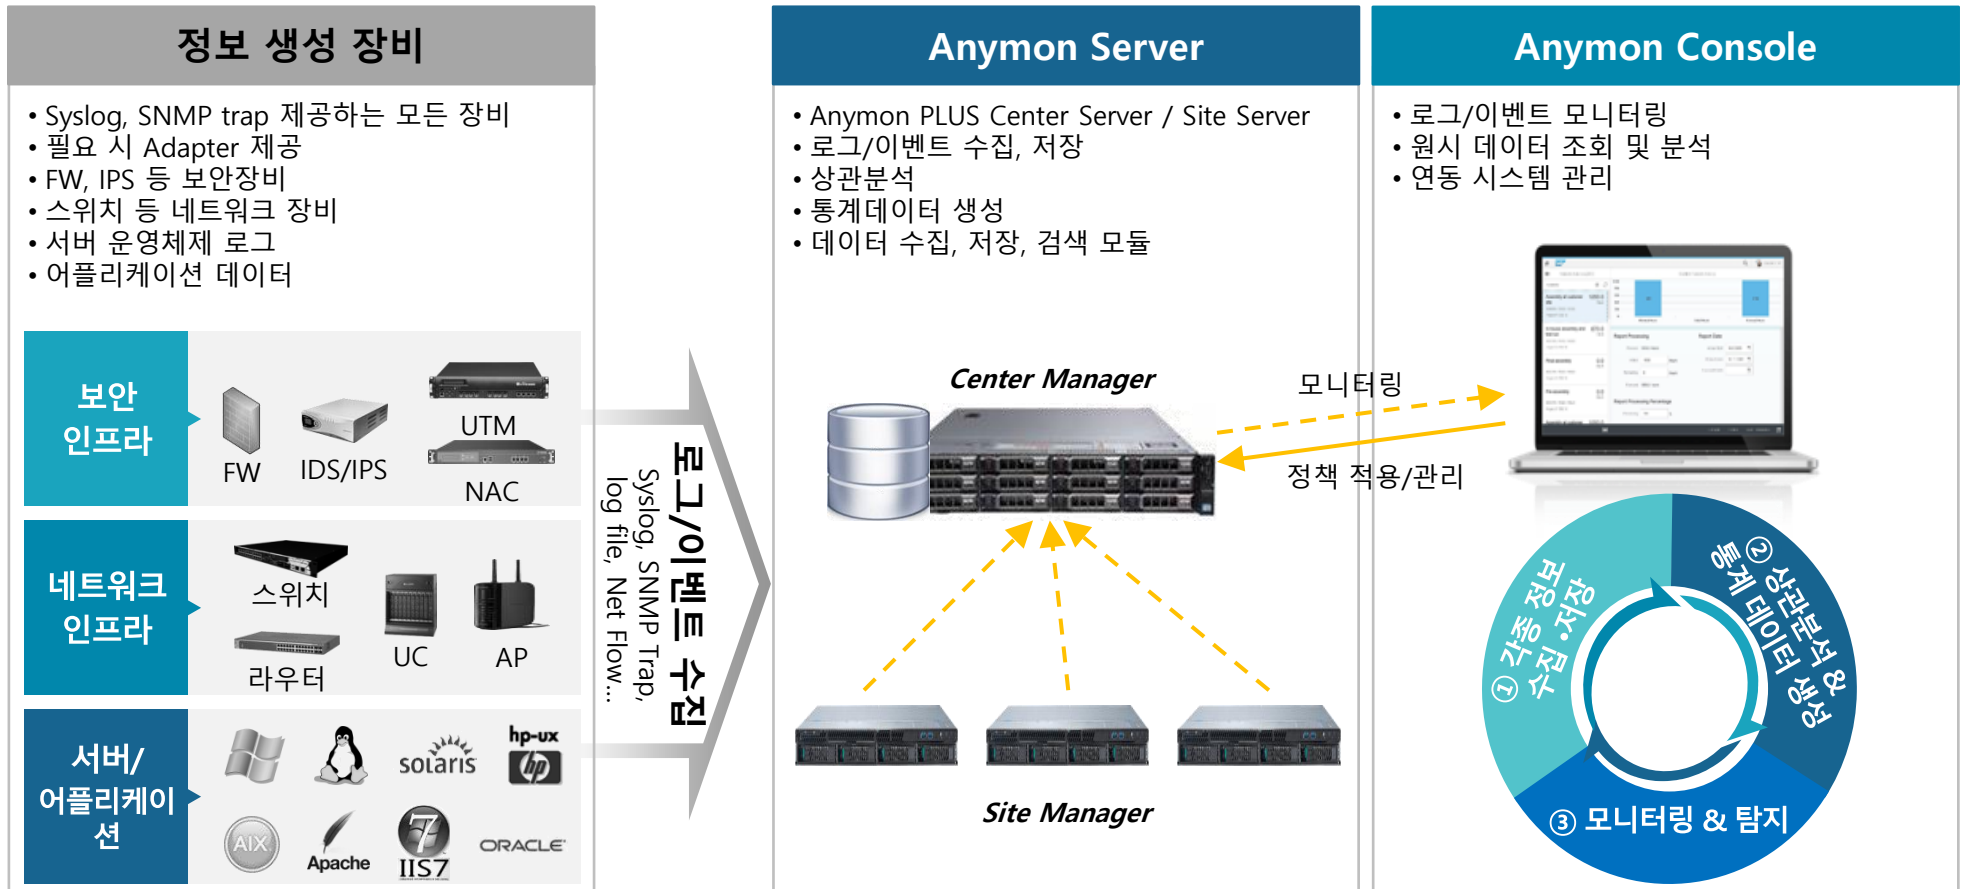 정보 생성 장비
• Syslog, SNMP trap 제공하는 모든 장비
• 필요 시 Adapter 제공
• FW, IPS 등 보안장비
• 스위치 등 네트워크 장비
• 서버 운영체제 로그
• 어플리케이션 데이터
보안
인프라
FW
IDS/IPS
UTM
NAC
네트워크
인프라
스위치
라우터
UC
AP
서버/
어플리케이
션
solaris
hp-ux
hp
AIX
Apache
7
IIS7
ORACLE
로그/이벤트 수집
Syslog, SNMP Trap,
log file, Net Flow...
Anymon Server
• Anymon PLUS Center Server / Site Server
• 로그/이벤트 수집, 저장
• 상관분석
• 통계데이터 생성
• 데이터 수집, 저장, 검색 모듈
Center Manager
Site Manager
모니터링
정책 적용/관리
Anymon Console
• 로그/이벤트 모니터링
• 원시 데이터 조회 및 분석
• 연동 시스템 관리
① 각종 정보
수집•저장
② 상관분석 &
통계 데이터 생성
③ 모니터링 & 탐지